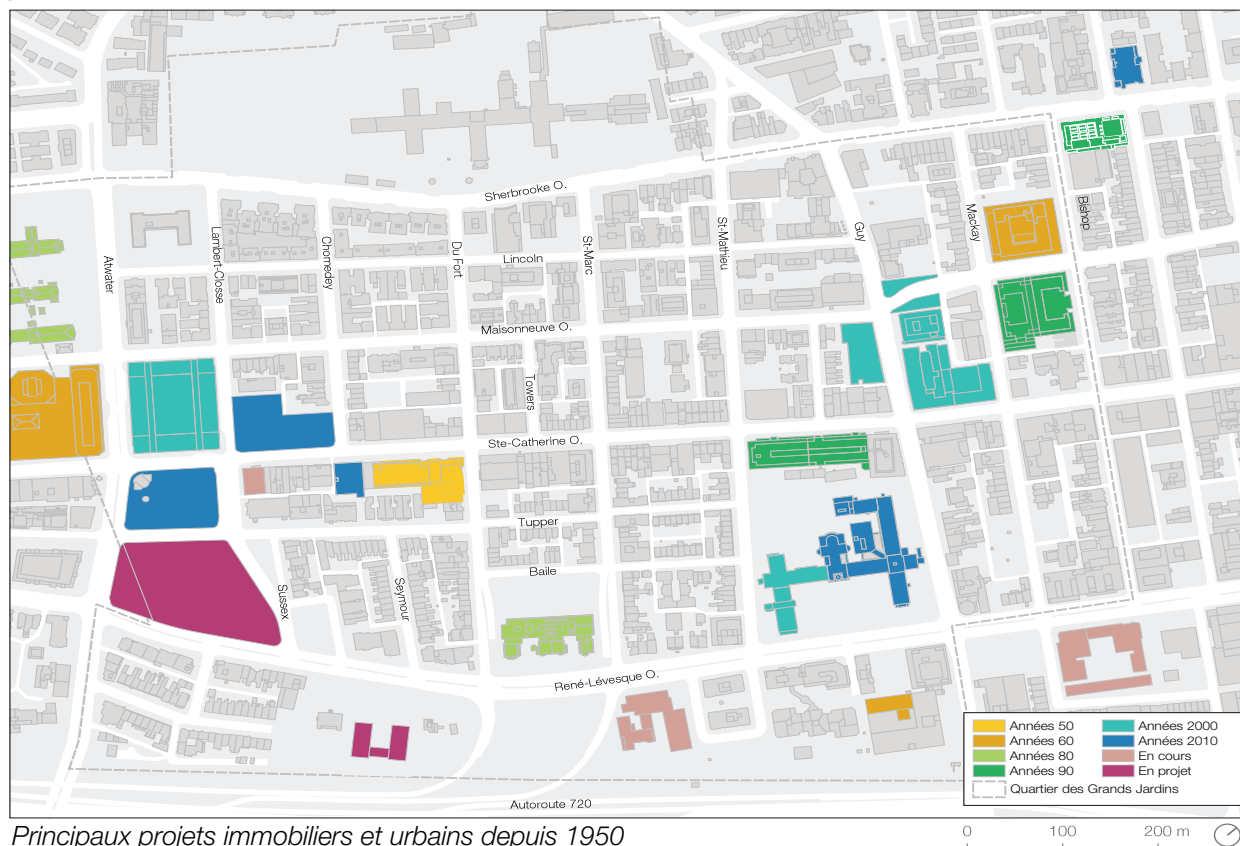 Sherbrooke O.
Atwater
Lambert-Closse
Chomedey
Du Fort
Lincoln
St-Marc
St-Mathieu
Guy
Mackay
Bishop
Maisonneuve O.
Towers
Ste-Catherine O.
Tupper
Baile
Sussex
Seymour
René-Lévesque O.
Autoroute 720
Années 50
Années 60
Années 80
Années 90
Années 2000
Années 2010
En cours
En projet
Quartier des Grands Jardins
Principaux projets immobiliers et urbains depuis 1950
0 100 200 m